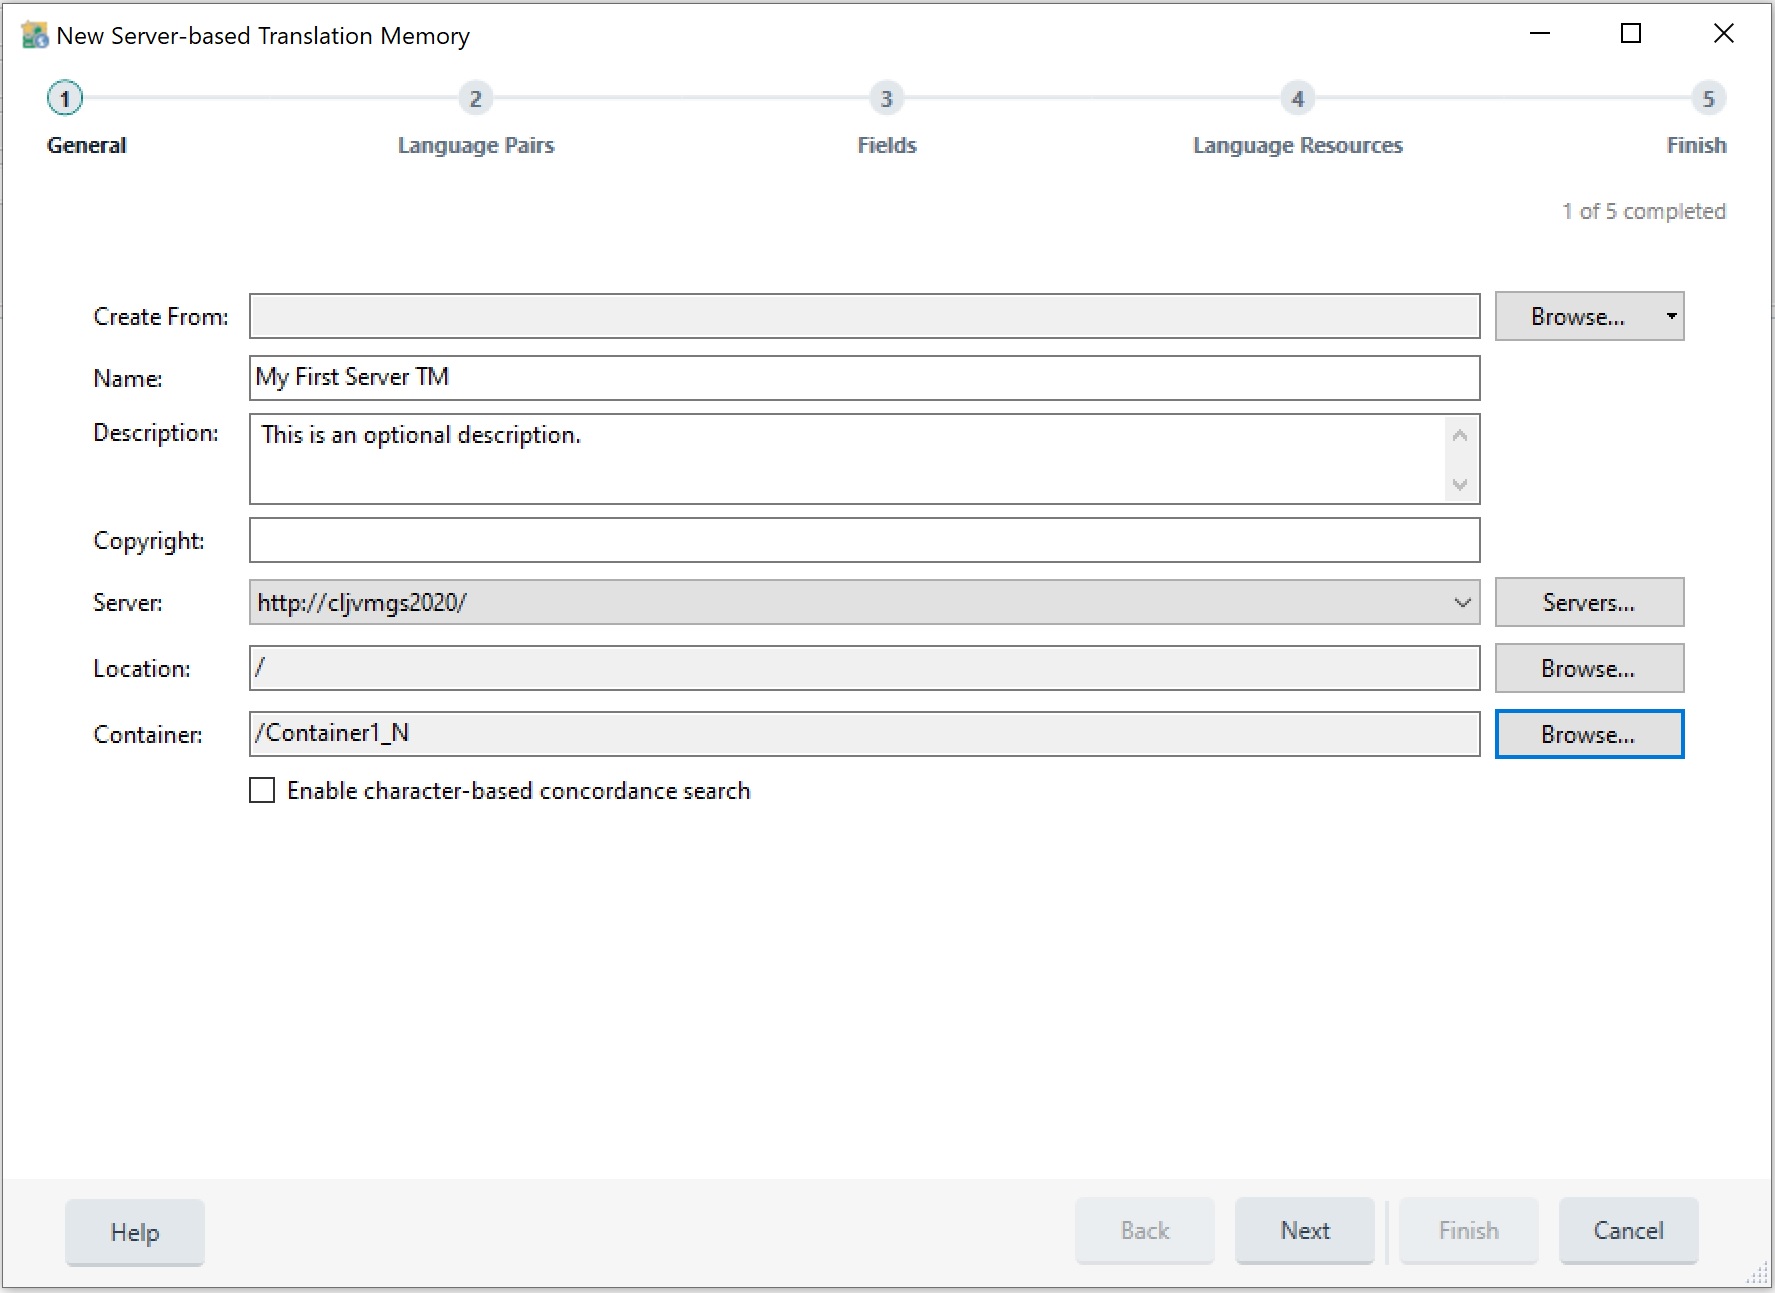 New Server-based Translation Memory
1 2 3 4 5
General Language Pairs Fields Language Resources Finish
1 of 5 completed
Create From: Browse...
Name: My First Server TM
Description: This is an optional description.
Copyright:
Server: http://cljvmgs2020/ Servers...
Location: / Browse...
Container: /Container1_N Browse...
Enable character-based concordance search
Help Back Next Finish Cancel